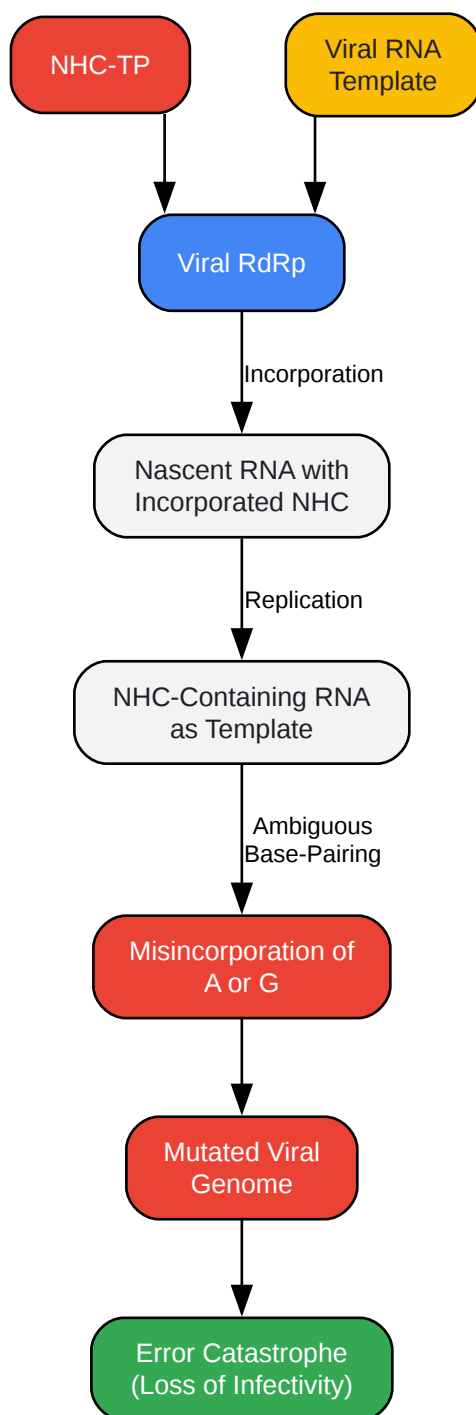 NHC-TP
Viral RNA
Template
Viral RdRp
Incorporation
Nascent RNA with
Incorporated NHC
Replication
NHC-Containing RNA
as Template
Ambiguous
Base-Pairing
Misincorporation of
A or G
Mutated Viral
Genome
Error Catastrophe
(Loss of Infectivity)